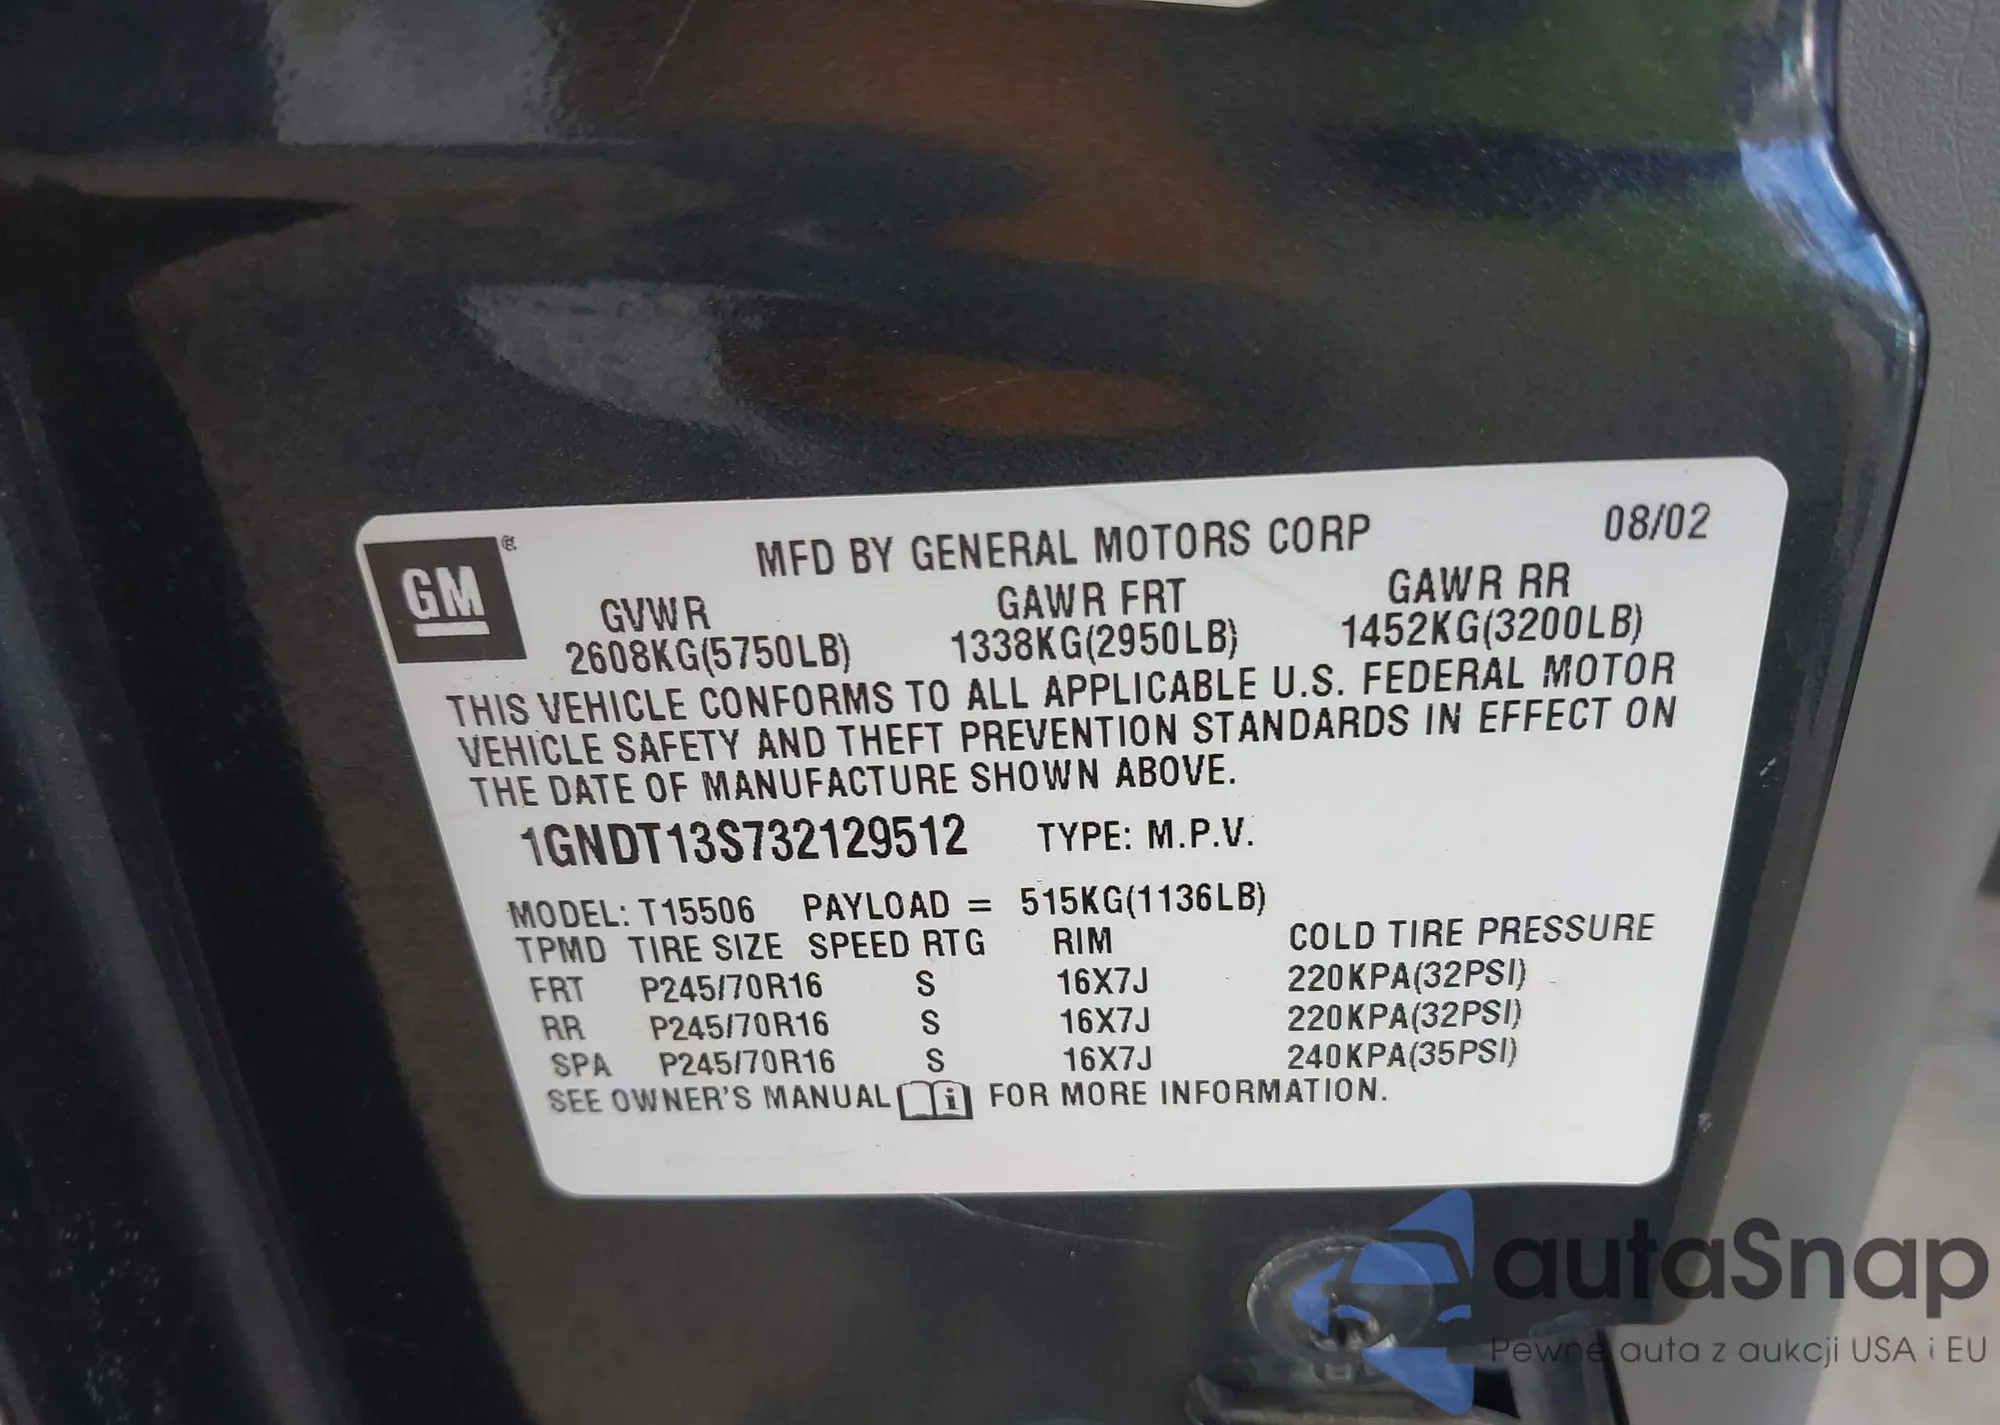 GM ®
MFD BY GENERAL MOTORS CORP 08/02
GVWR GAWR FRT GAWR RR
2608KG(5750LB) 1338KG(2950LB) 1452KG(3200LB)
THIS VEHICLE CONFORMS TO ALL APPLICABLE U.S. FEDERAL MOTOR
VEHICLE SAFETY AND THEFT PREVENTION STANDARDS IN EFFECT ON
THE DATE OF MANUFACTURE SHOWN ABOVE.
1GNDT13S732129512 TYPE: M.P.V.
MODEL: T15506 PAYLOAD = 515KG(1136LB)
TPMD TIRE SIZE SPEED RTG RIM COLD TIRE PRESSURE
FRT P245/70R16 S 16X7J 220KPA(32PSI)
RR P245/70R16 S 16X7J 220KPA(32PSI)
SPA P245/70R16 S 16X7J 240KPA(35PSI)
SEE OWNER'S MANUAL i FOR MORE INFORMATION.
autaSnap
Pewne auta z aukcji USA i EU